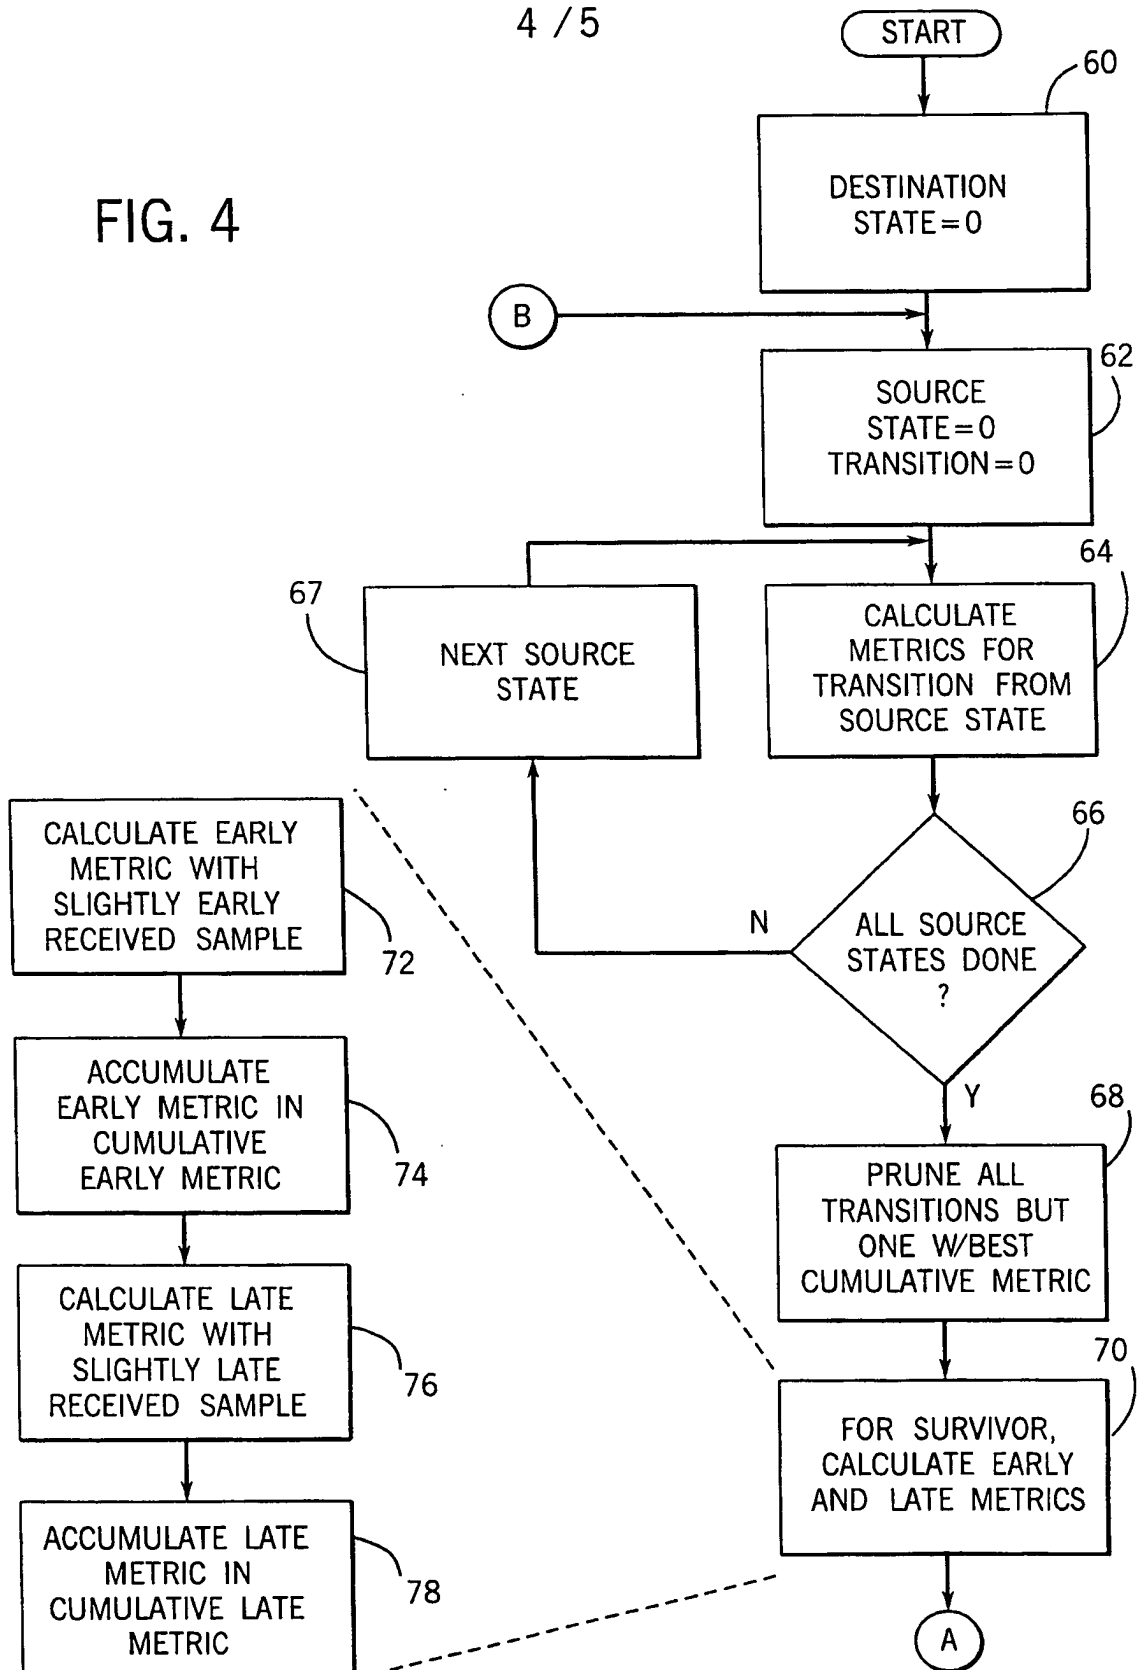 4 / 5
START
60
DESTINATION
STATE=0
FIG. 4
B
62
SOURCE
STATE=0
TRANSITION=0
64
67
CALCULATE
METRICS FOR
TRANSITION FROM
SOURCE STATE
NEXT SOURCE
STATE
66
ALL SOURCE
STATES DONE
?
N
Y
68
PRUNE ALL
TRANSITIONS BUT
ONE W/BEST
CUMULATIVE METRIC
70
FOR SURVIVOR,
CALCULATE EARLY
AND LATE METRICS
A
CALCULATE EARLY
METRIC WITH
SLIGHTLY EARLY
RECEIVED SAMPLE
72
ACCUMULATE
EARLY METRIC IN
CUMULATIVE
EARLY METRIC
74
CALCULATE LATE
METRIC WITH
SLIGHTLY LATE
RECEIVED SAMPLE
76
ACCUMULATE LATE
METRIC IN
CUMULATIVE LATE
METRIC
78